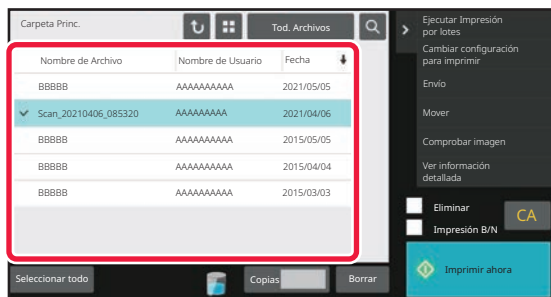 Carpeta Princ.
Tod. Archivos
Nombre de Archivo Nombre de Usuario Fecha
BBBBB AAAAAAAAAA 2021/05/05
Scan_20210406_085320 AAAAAAAAA 2021/04/06
BBBBB AAAAAAAAAA 2015/05/05
BBBBB AAAAAAAAAA 2015/04/04
BBBBB AAAAAAAAAA 2015/03/03
Seleccionar todo
Copias
Borrar
Ejecutar Impresión
por lotes
Cambiar configuración
para imprimir
Envío
Mover
Comprobar imagen
Ver información
detallada
Eliminar
Impresión B/N
CA
Imprimir ahora